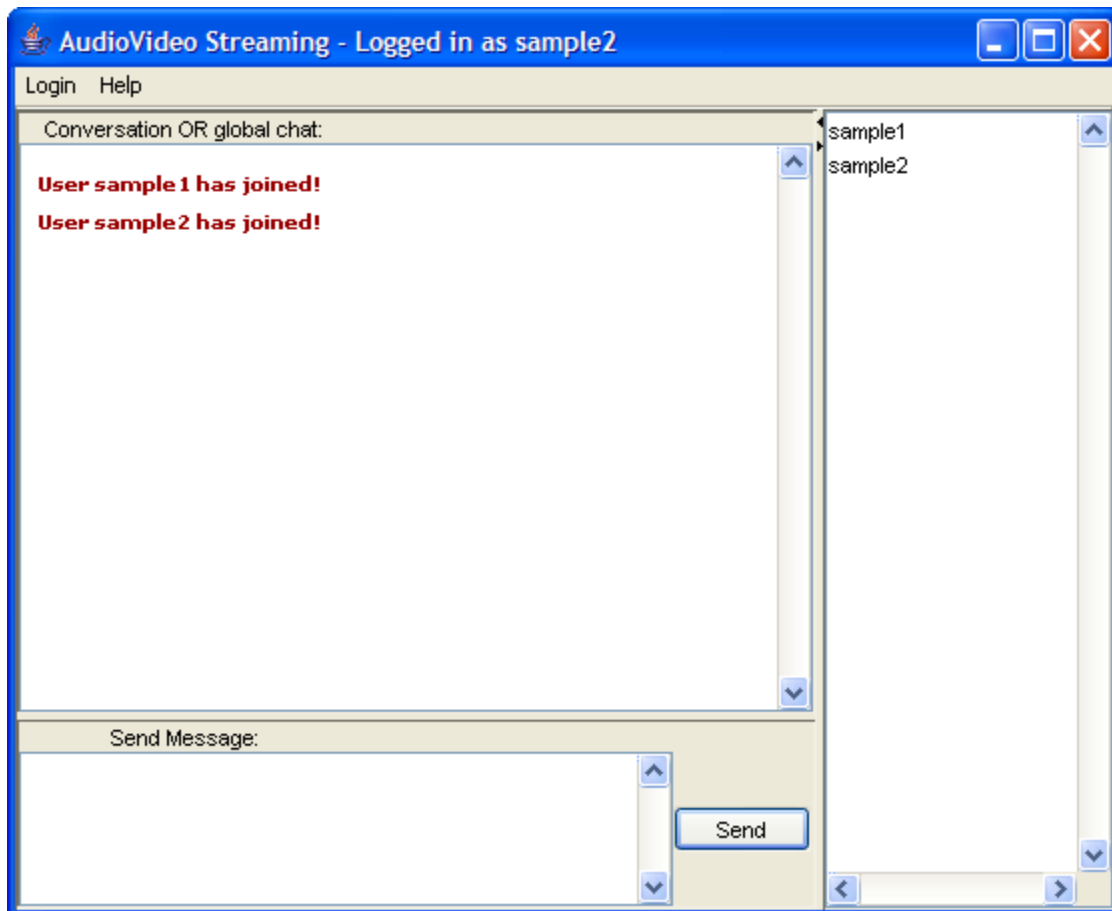 AudioVideo Streaming - Logged in as sample2
Login Help
Conversation OR global chat:
User sample1 has joined!
User sample2 has joined!
sample1
sample2
Send Message:
Send